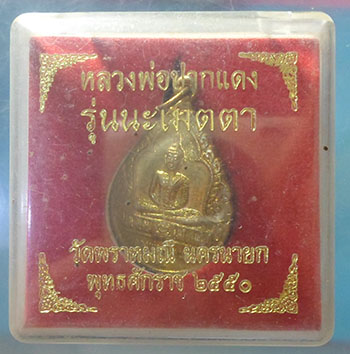 หลวงพ่อปากแดง
รุ่นนะเมตตา
วัดพราหมณี นครนายก
พุทธศักราช ๒๕๕๐